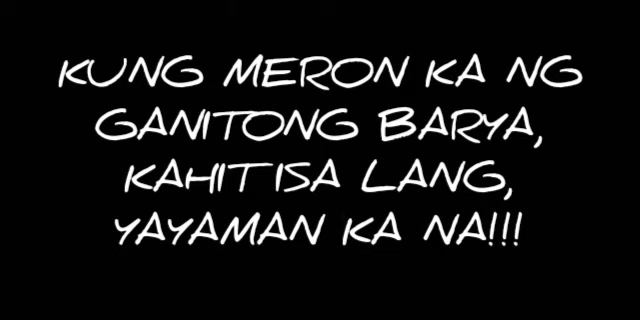 KUNG MERON KA NG
GANITONG BARYA,
KAHIT ISA LANG,
YAYAMAN KA NA!!!